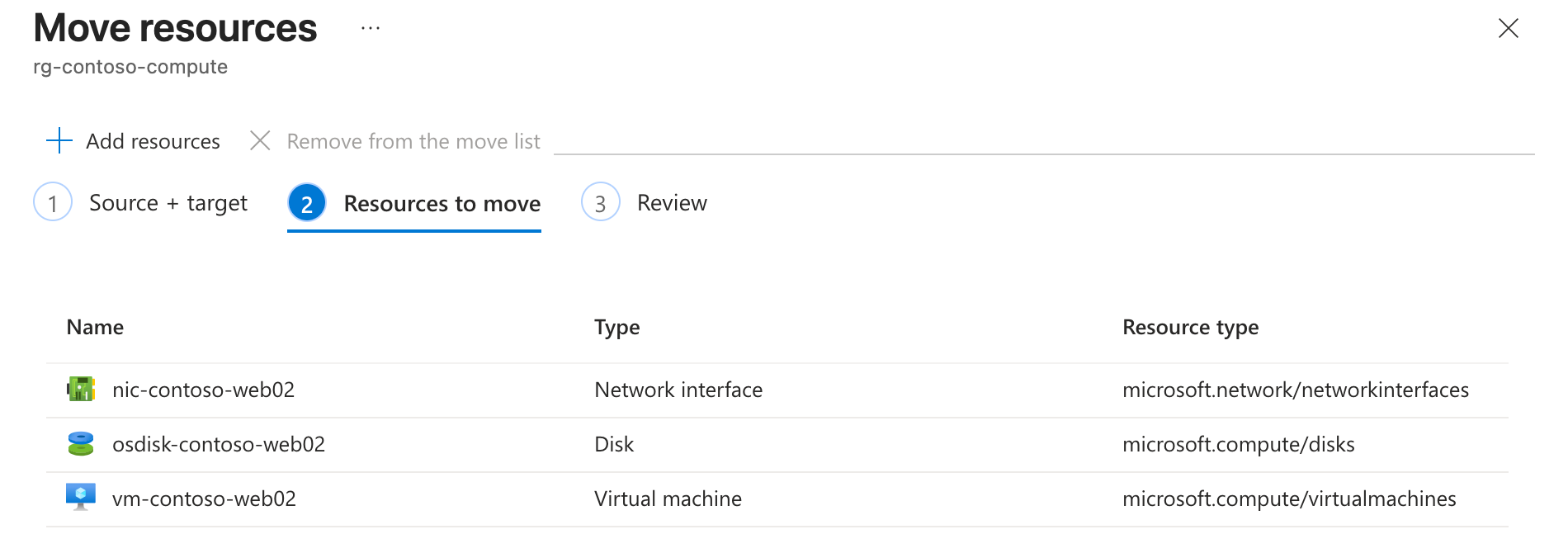 Move resources ...
rg-contoso-compute
Add resources Remove from the move list
1 Source + target 2 Resources to move 3 Review
Name Type Resource type
nic-contoso-web02 Network interface microsoft.network/networkinterfaces
osdisk-contoso-web02 Disk microsoft.compute/disks
vm-contoso-web02 Virtual machine microsoft.compute/virtualmachines